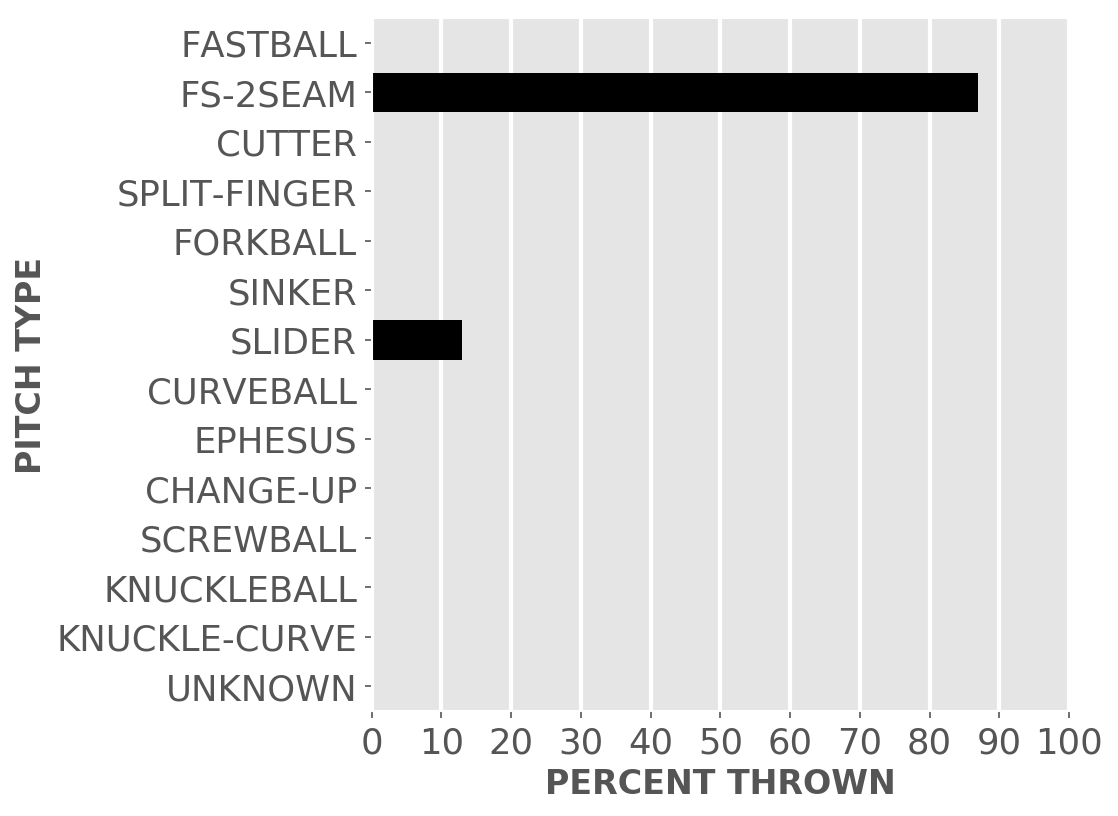 FASTBALL
FS-2SEAM
CUTTER
SPLIT-FINGER
FORKBALL
SINKER
SLIDER
CURVEBALL
EPHESUS
CHANGE-UP
SCREWBALL
KNUCKLEBALL
KNUCKLE-CURVE
UNKNOWN
PITCH TYPE
0 10 20 30 40 50 60 70 80 90 100
PERCENT THROWN